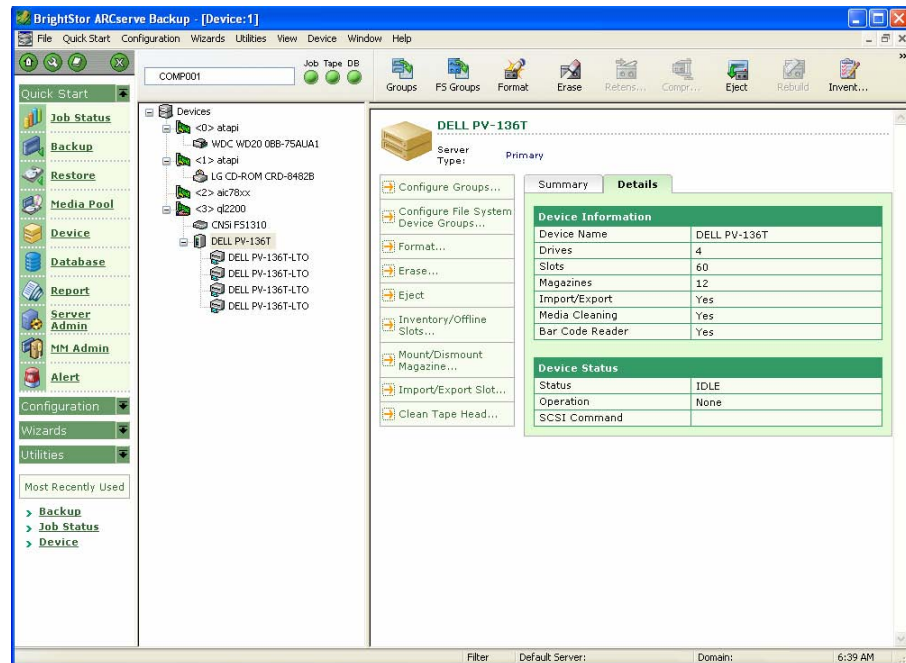 BrightStor ARCserve Backup - [Device:1]
File Quick Start Configuration Wizards Utilities View Device Window Help
COMP001
Job Tape DB
Groups FS Groups Format Erase Retens... Compr... Eject Rebuild Invent...
Quick Start
Job Status
Backup
Restore
Media Pool
Device
Database
Report
Server
Admin
MM Admin
Alert
Configuration
Wizards
Utilities
Most Recently Used
Backup
Job Status
Device
Devices
<0> atapi
WDC WD20 0BB-75AUA1
<1> atapi
LG CD-ROM CRD-8482B
<2> aic78xx
<3> ql2200
CNSi FS1310
DELL PV-136T
DELL PV-136T-LTO
DELL PV-136T-LTO
DELL PV-136T-LTO
DELL PV-136T-LTO
DELL PV-136T
Server
Type: Primary
Configure Groups...
Configure File System
Device Groups...
Format...
Erase...
Eject
Inventory/Offline
Slots...
Mount/Dismount
Magazine...
Import/Export Slot...
Clean Tape Head...
Summary Details
Device Information
Device Name DELL PV-136T
Drives 4
Slots 60
Magazines 12
Import/Export Yes
Media Cleaning Yes
Bar Code Reader Yes
Device Status
Status IDLE
Operation None
SCSI Command
Filter Default Server: Domain: 6:39 AM